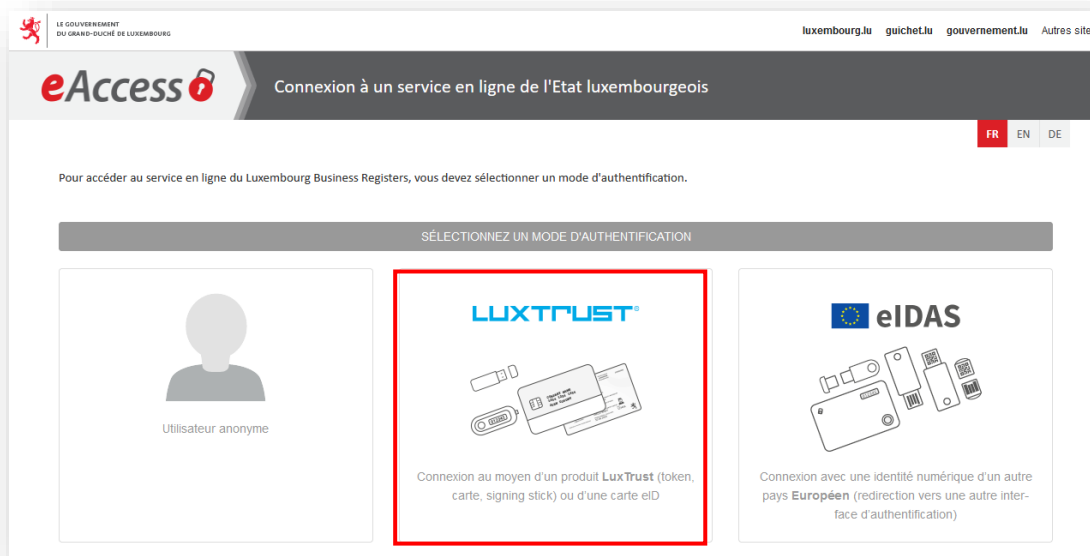 LE GOUVERNEMENT
DU GRAND-DUCHÉ DE LUXEMBOURG
luxembourg.lu guichet.lu gouvernement.lu Autres site
eAccess
Connexion à un service en ligne de l'Etat luxembourgeois
FR EN DE
Pour accéder au service en ligne du Luxembourg Business Registers, vous devez sélectionner un mode d'authentification.
SÉLECTIONNEZ UN MODE D'AUTHENTIFICATION
Utilisateur anonyme
LUXTRUST
Connexion au moyen d'un produit LuxTrust (token,
carte, signing stick) ou d'une carte eID
eIDAS
Connexion avec une identité numérique d'un autre
pays Européen (redirection vers une autre inter-
face d'authentification)